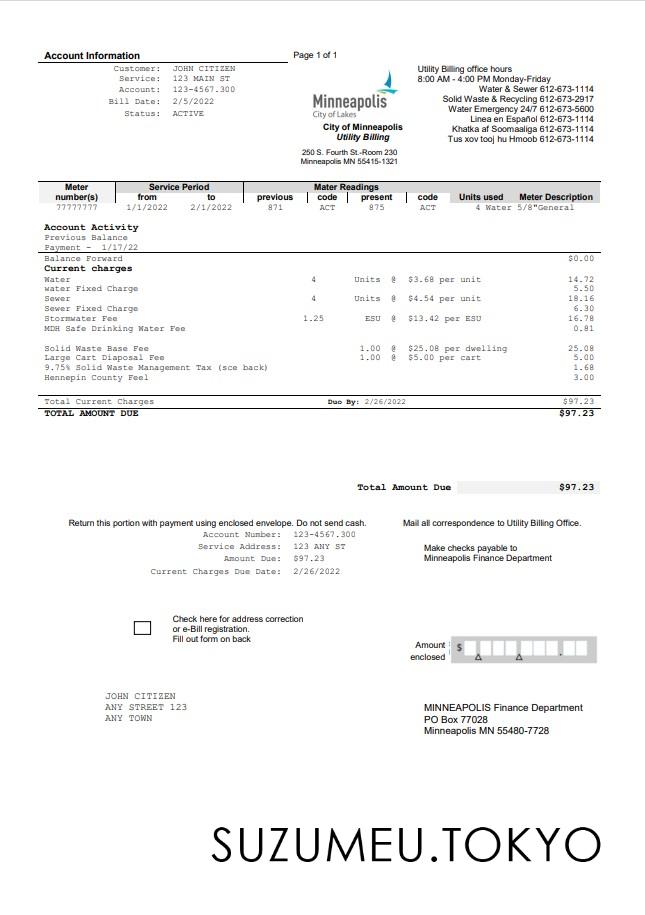 Account Information
Page 1 of 1
Customer: JOHN CITIZEN
Service: 123 MAIN ST
Account: 123-4567.300
Bill Date: 2/5/2022
Status: ACTIVE
Minneapolis
City of Lakes
City of Minneapolis
Utility Billing
250 S. Fourth St.-Room 230
Minneapolis MN 55415-1321
Utility Billing office hours
8:00 AM - 4:00 PM Monday-Friday
Water & Sewer 612-673-1114
Solid Waste & Recycling 612-673-2917
Water Emergency 24/7 612-673-5600
Linea en Español 612-673-1114
Khatka af Soomaaliga 612-673-1114
Tus xov tooj hu Hmoob 612-673-1114
Meter Service Period Mater Readings
number(s) from to previous code present code Units used Meter Description
77777777 1/1/2022 2/1/2022 871 ACT 875 ACT 4 Water 5/8"General
Account Activity
Previous Balance
Payment - 1/17/22
Balance Forward $0.00
Current charges
Water 4 Units @ $3.68 per unit 14.72
water Fixed Charge 5.50
Sewer 4 Units @ $4.54 per unit 18.16
Sewer Fixed Charge 6.30
Stormwater Fee 1.25 ESU @ $13.42 per ESU 16.78
MDH Safe Drinking Water Fee 0.81
Solid Waste Base Fee 1.00 @ $25.08 per dwelling 25.08
Large Cart Disposal Fee 1.00 @ $5.00 per cart 5.00
9.75% Solid Waste Management Tax (sce back) 1.68
Hennepin County Feel 3.00
Total Current Charges Duo By: 2/26/2022 $97.23
TOTAL AMOUNT DUE $97.23
Total Amount Due $97.23
Return this portion with payment using enclosed envelope. Do not send cash.
Mail all correspondence to Utility Billing Office.
Account Number: 123-4567.300
Service Address: 123 ANY ST
Amount Due: $97.23
Current Charges Due Date: 2/26/2022
Make checks payable to
Minneapolis Finance Department
Check here for address correction
or e-Bill registration.
Fill out form on back
Amount
enclosed
$
JOHN CITIZEN
ANY STREET 123
ANY TOWN
MINNEAPOLIS Finance Department
PO Box 77028
Minneapolis MN 55480-7728
SUZUMEU.TOKYO